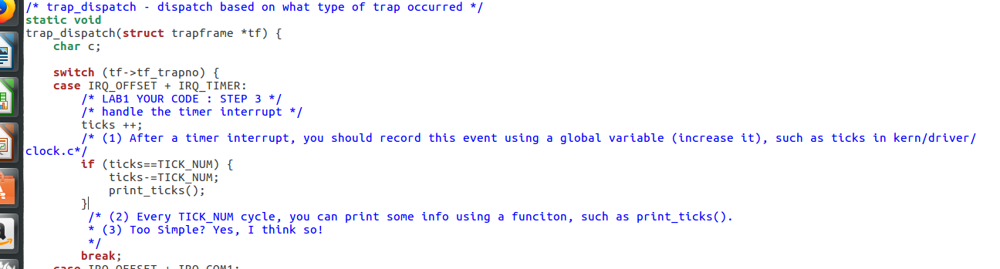 /* trap_dispatch - dispatch based on what type of trap occurred */
static void
trap_dispatch(struct trapframe *tf) {
    char c;

    switch (tf->tf_trapno) {
    case IRQ_OFFSET + IRQ_TIMER:
        /* LAB1 YOUR CODE : STEP 3 */
        /* handle the timer interrupt */
        ticks ++;
        /* (1) After a timer interrupt, you should record this event using a global variable (increase it), such as ticks in kern/driver/
clock.c*/
        if (ticks==TICK_NUM) {
            ticks-=TICK_NUM;
            print_ticks();
        }
         /* (2) Every TICK_NUM cycle, you can print some info using a funciton, such as print_ticks().
         * (3) Too Simple? Yes, I think so!
         */
        break;
    case IRQ_OFFSET + IRQ_COM1: